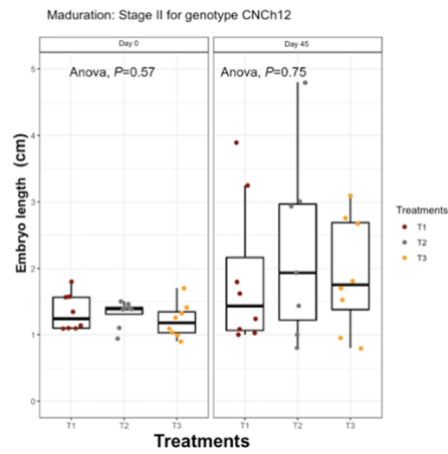 Maduration: Stage II for genotype CNCh12
Day 0
Day 45
Anova, P=0.57
Anova, P=0.75
Embryo length (cm)
5
4
3
2
1
0
T1
T2
T3
T1
T2
T3
Treatments
Treatments
T1
T2
T3